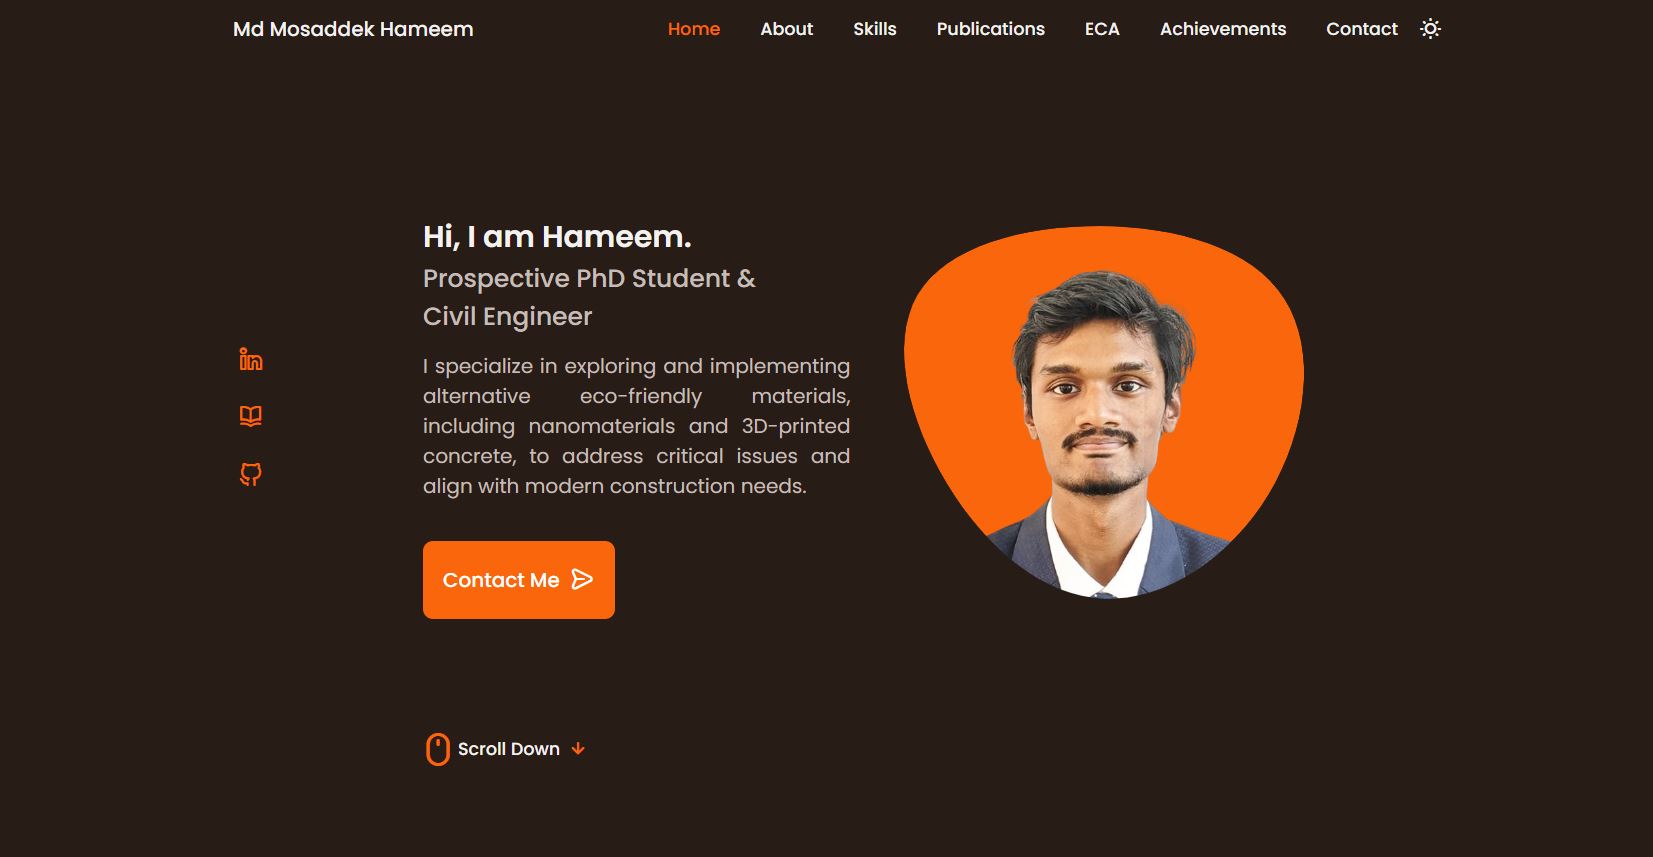 Md Mosaddek Hameem
Home
About
Skills
Publications
ECA
Achievements
Contact
Hi, I am Hameem.
Prospective PhD Student &
Civil Engineer
I specialize in exploring and implementing
alternative eco-friendly materials,
including nanomaterials and 3D-printed
concrete, to address critical issues and
align with modern construction needs.
Contact Me
Scroll Down